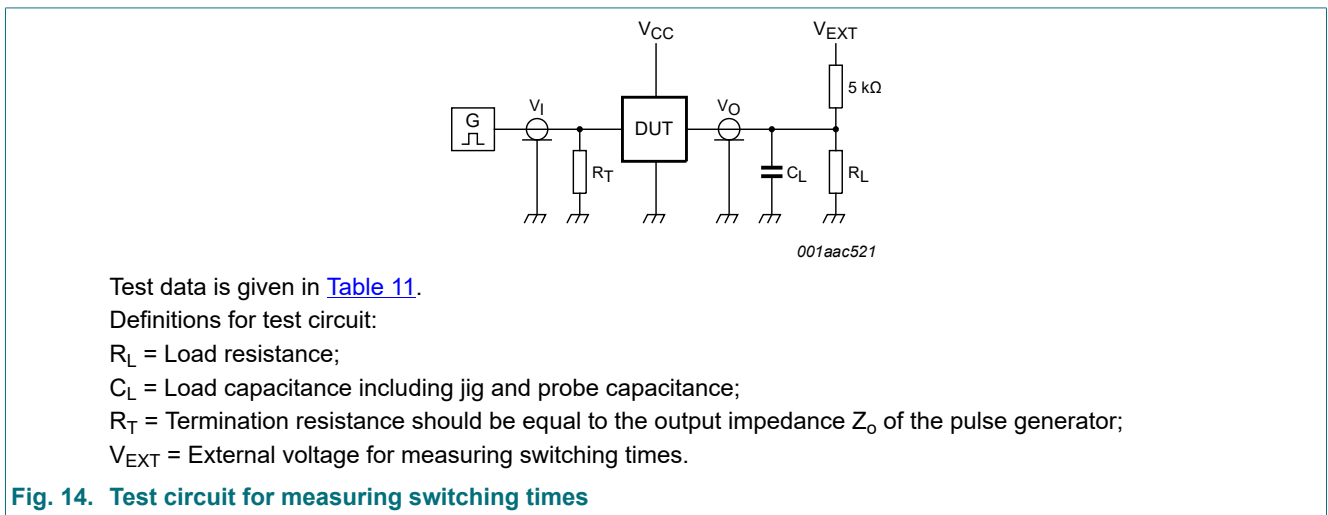 VCC
VEXT
5 kΩ
G
VI
DUT
VO
RT
CL
RL
001aac521
Test data is given in Table 11.
Definitions for test circuit:
RL = Load resistance;
CL = Load capacitance including jig and probe capacitance;
RT = Termination resistance should be equal to the output impedance Zo of the pulse generator;
VEXT = External voltage for measuring switching times.
Fig. 14. Test circuit for measuring switching times